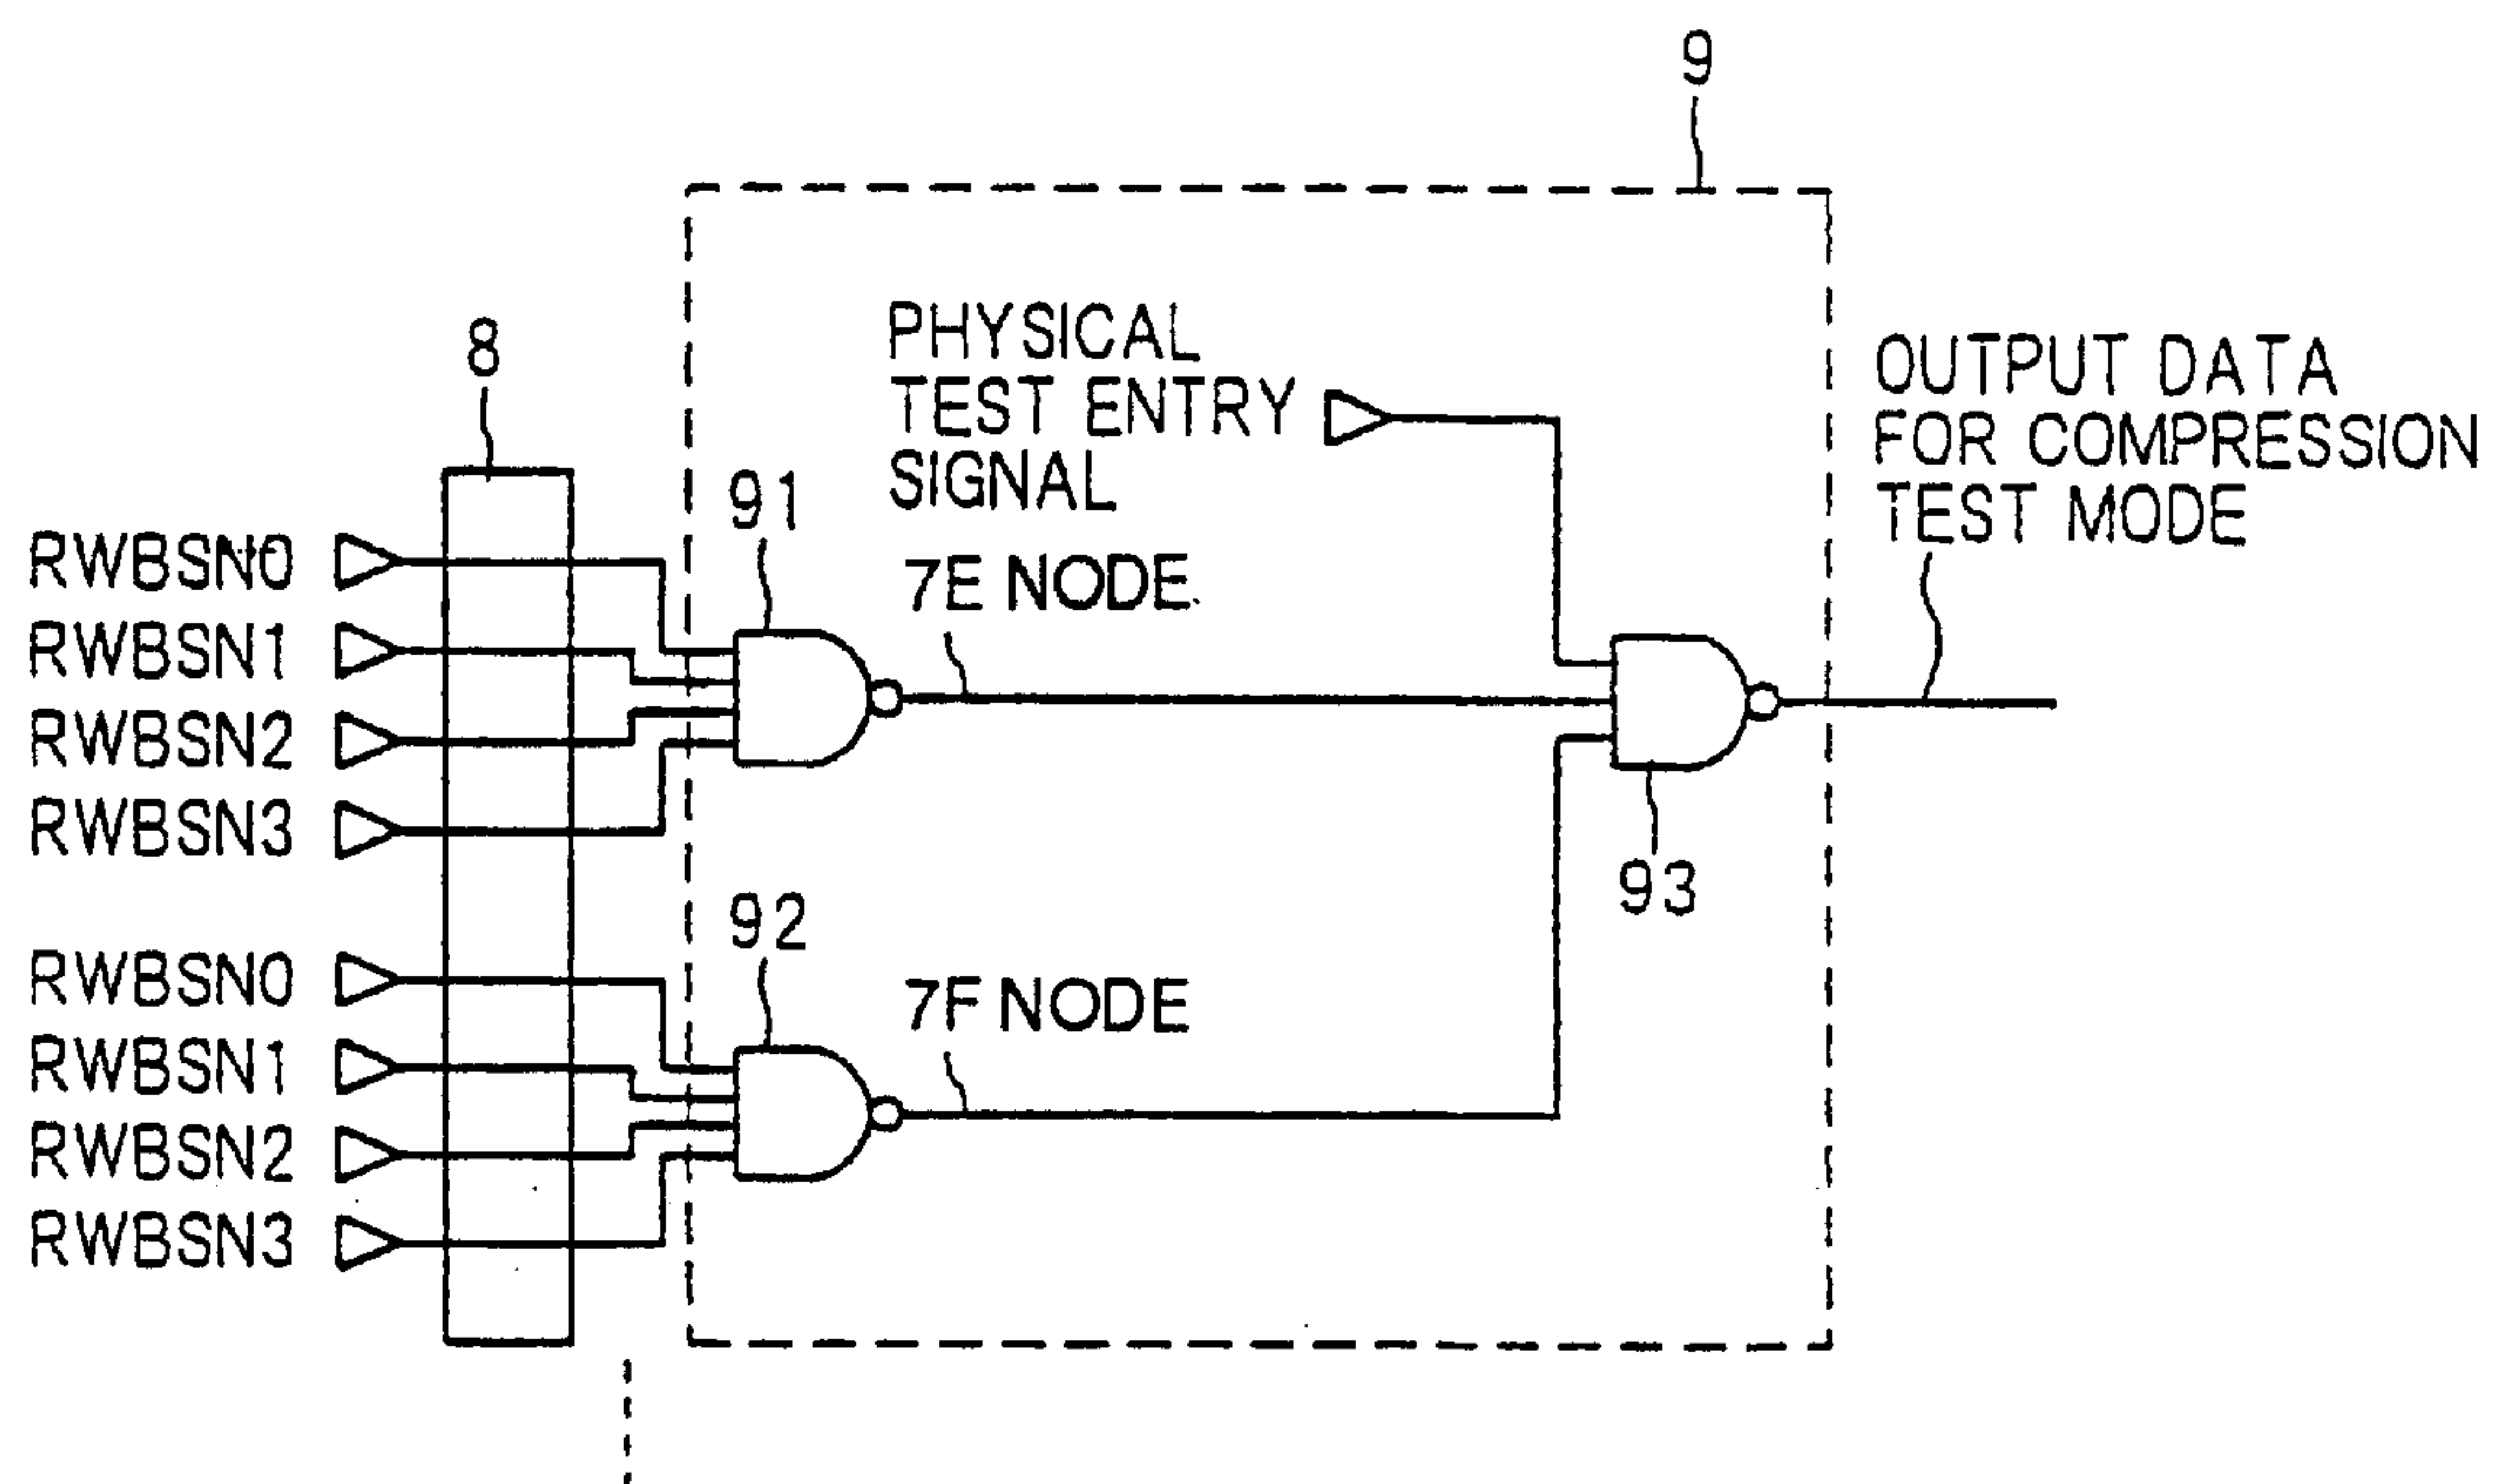 9
PHYSICAL
TEST ENTRY
SIGNAL
OUTPUT DATA
FOR COMPRESSION
TEST MODE
8
91
7E NODE
RWBSN0
RWBSN1
RWBSN2
RWBSN3
93
92
7F NODE
RWBSN0
RWBSN1
RWBSN2
RWBSN3